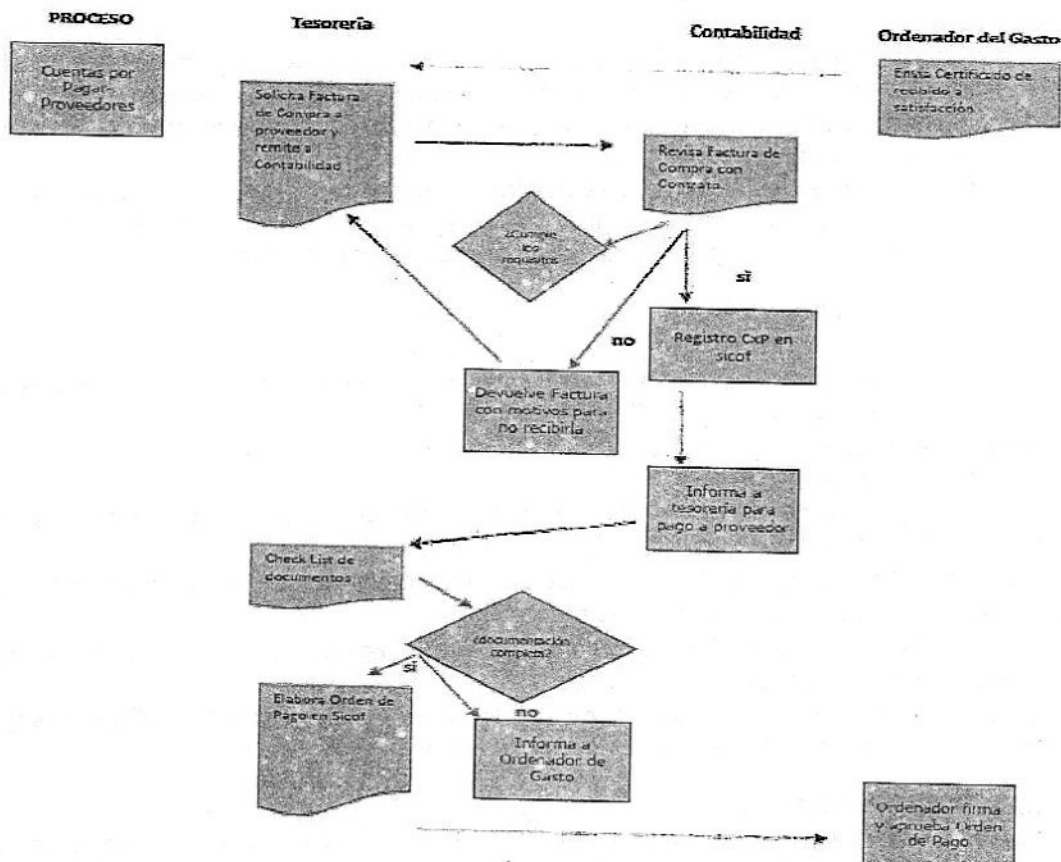 PROCESO
Tesorería
Contabilidad
Ordenador del Gasto
Cuentas por
Pagar-
Proveedores
Solicita Factura
de Compra a
proveedor y
remite a
Contabilidad
Revisa Factura de
Compra con
Contrato.
Envia Certificado de
recibido a
satisfacción
¿Cumple
los
requisitos
sí
no
Registro CxP en
sicof
Devuelve Factura
con motivos para
no recibirla
Informa a
tesorería para
pago a proveedor
Check List de
documentos
¿documentación
completa?
si
no
Elabora Orden de
Pago en Sicof
Informa a
Ordenador de
Gasto
Ordenador firma
y aprueba Orden
de Pago